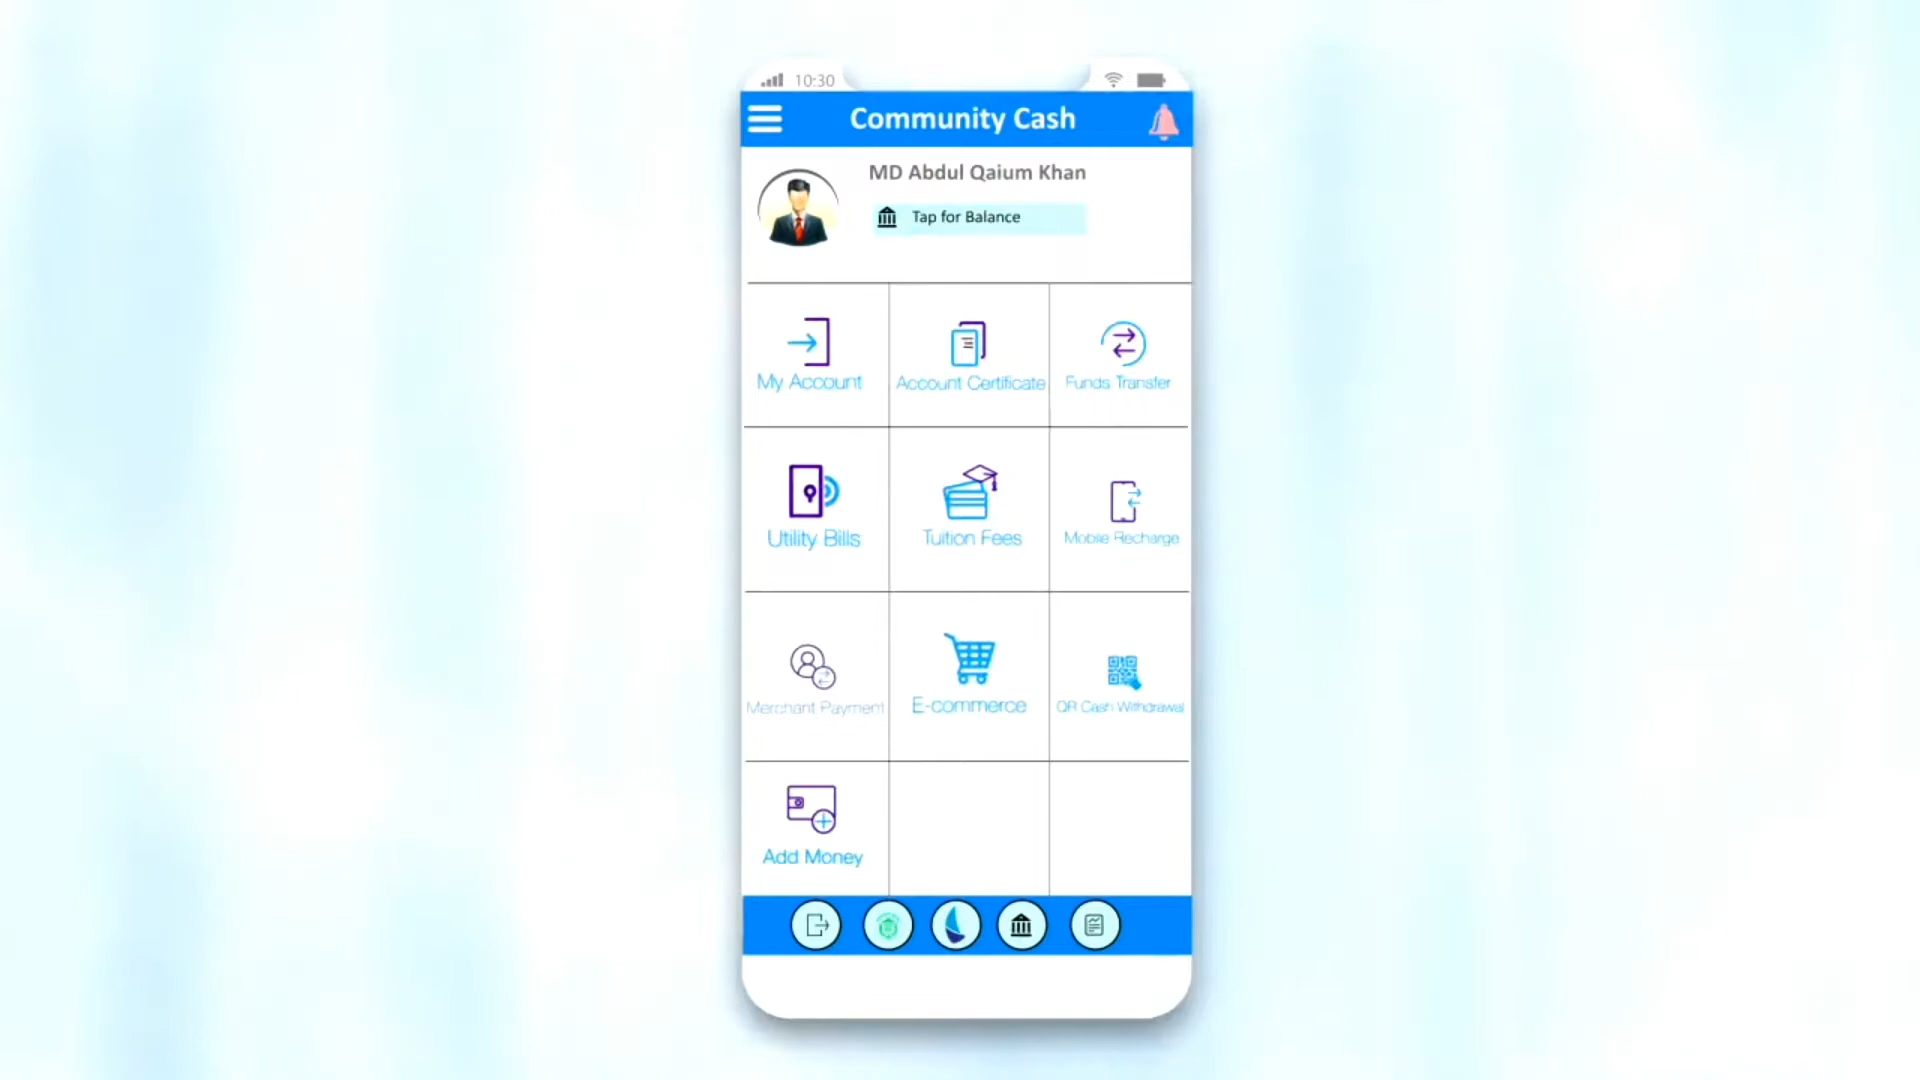 10:30
Community Cash
MD Abdul Qaium Khan
Tap for Balance
My Account
Account Certificate
Funds Transfer
Utility Bills
Tuition Fees
Mobile Recharge
Merchant Payment
E-commerce
QR Cash Withdrawal
Add Money